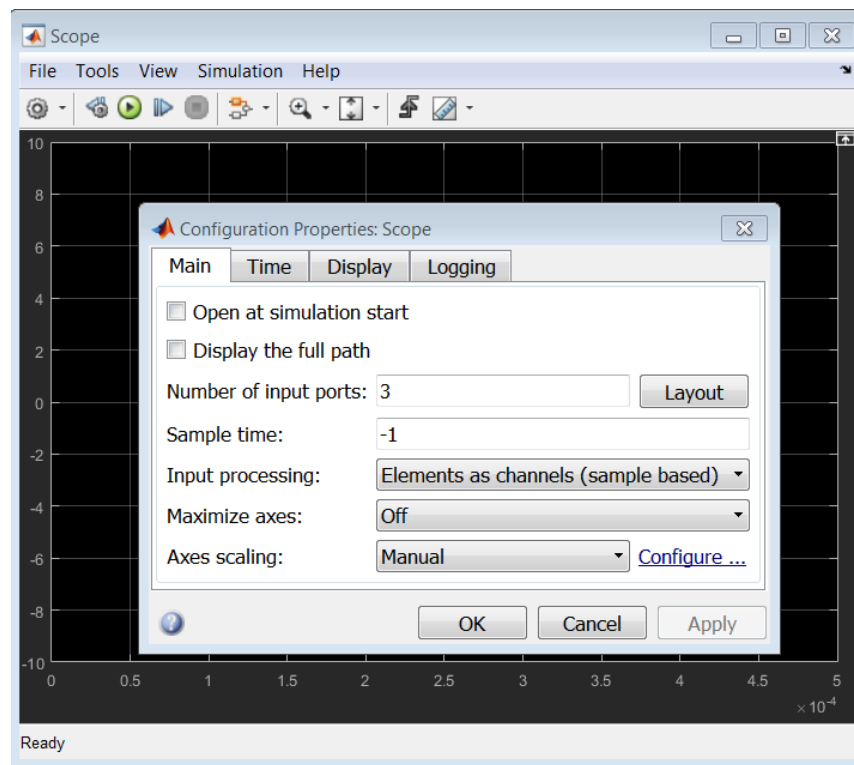 Scope
File Tools View Simulation Help
10
8
6
4
2
0
-2
-4
-6
-8
-10
0 0.5 1 1.5 2 2.5 3 3.5 4 4.5 5
× 10-4
Configuration Properties: Scope
Main Time Display Logging
Open at simulation start
Display the full path
Number of input ports: 3 Layout
Sample time: -1
Input processing: Elements as channels (sample based)
Maximize axes: Off
Axes scaling: Manual Configure ...
OK Cancel Apply
Ready